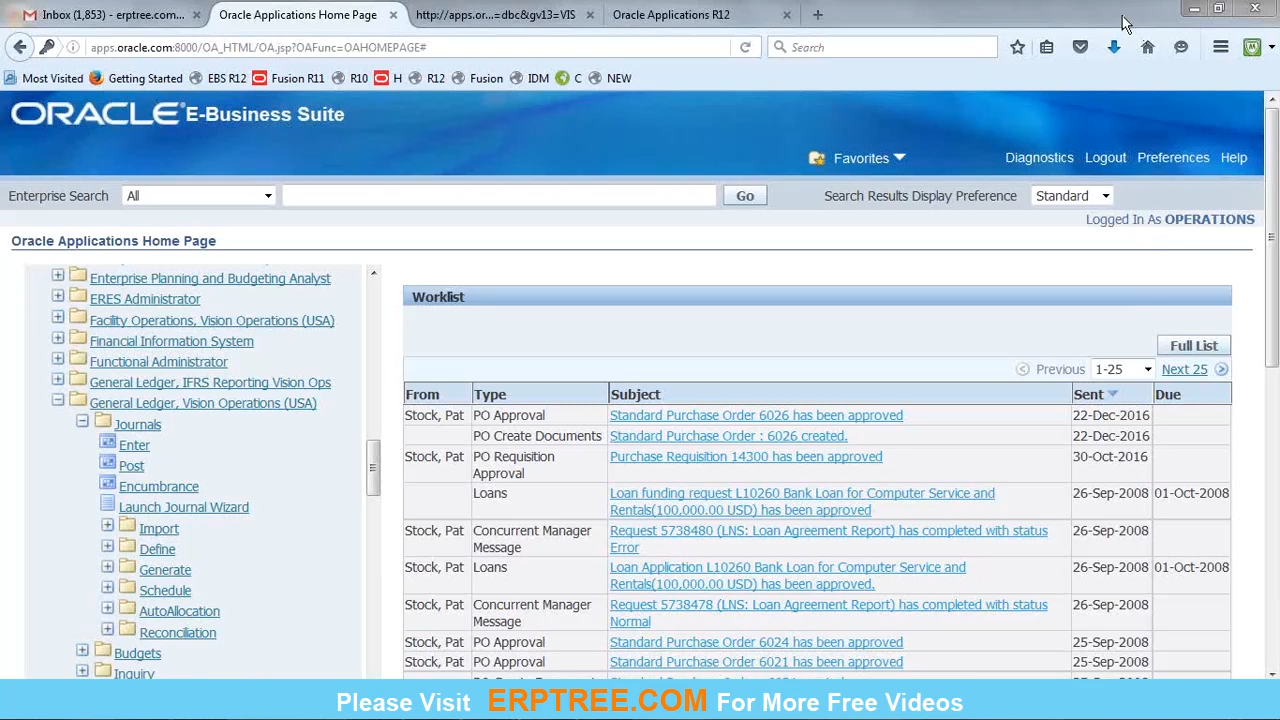 Inbox (1,853) - erptree.com...
Oracle Applications Home Page
http://apps.or...=dbc&gv13=VIS
Oracle Applications R12
apps.oracle.com:8000/OA_HTML/OA.jsp?OAFunc=OAHOMEPAGE#
Search
Most Visited Getting Started EBS R12 Fusion R11 R10 H R12 Fusion IDM C NEW
ORACLE E-Business Suite
Favorites Diagnostics Logout Preferences Help
Enterprise Search All Go Search Results Display Preference Standard
Logged In As OPERATIONS
Oracle Applications Home Page
Enterprise Planning and Budgeting Analyst
ERES Administrator
Facility Operations, Vision Operations (USA)
Financial Information System
Functional Administrator
General Ledger, IFRS Reporting Vision Ops
General Ledger, Vision Operations (USA)
Journals
Enter
Post
Encumbrance
Launch Journal Wizard
Import
Define
Generate
Schedule
AutoAllocation
Reconciliation
Budgets
Inquiry
Worklist
Full List
Previous 1-25 Next 25
From Type Subject Sent Due
Stock, Pat PO Approval Standard Purchase Order 6026 has been approved 22-Dec-2016
PO Create Documents Standard Purchase Order : 6026 created. 22-Dec-2016
Stock, Pat PO Requisition Purchase Requisition 14300 has been approved 30-Oct-2016
Approval
Loans Loan funding request L10260 Bank Loan for Computer Service and 26-Sep-2008 01-Oct-2008
Rentals(100,000.00 USD) has been approved
Stock, Pat Concurrent Manager Request 5738480 (LNS: Loan Agreement Report) has completed with status 26-Sep-2008
Message Error
Stock, Pat Loans Loan Application L10260 Bank Loan for Computer Service and 26-Sep-2008 01-Oct-2008
Rentals(100,000.00 USD) has been approved.
Stock, Pat Concurrent Manager Request 5738478 (LNS: Loan Agreement Report) has completed with status 26-Sep-2008
Message Normal
Stock, Pat PO Approval Standard Purchase Order 6024 has been approved 25-Sep-2008
Stock, Pat PO Approval Standard Purchase Order 6021 has been approved 25-Sep-2008
Please Visit ERPTREE.COM For More Free Videos